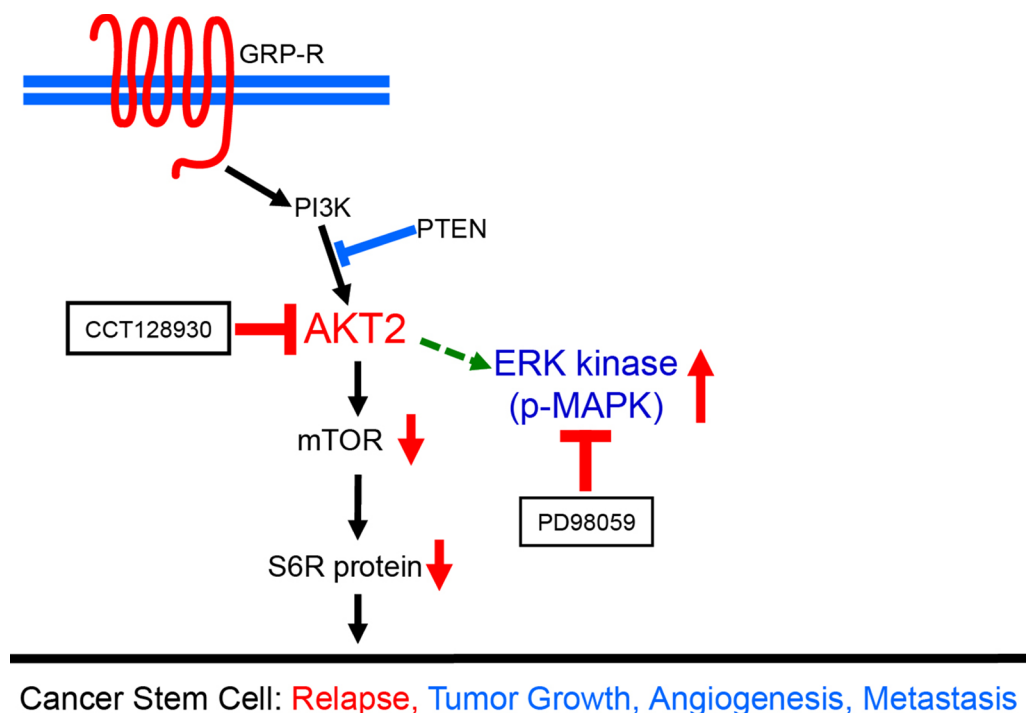 GRP-R
PI3K
PTEN
CCT128930
AKT2
ERK kinase
(p-MAPK)
mTOR
PD98059
S6R protein
Cancer Stem Cell: Relapse, Tumor Growth, Angiogenesis, Metastasis